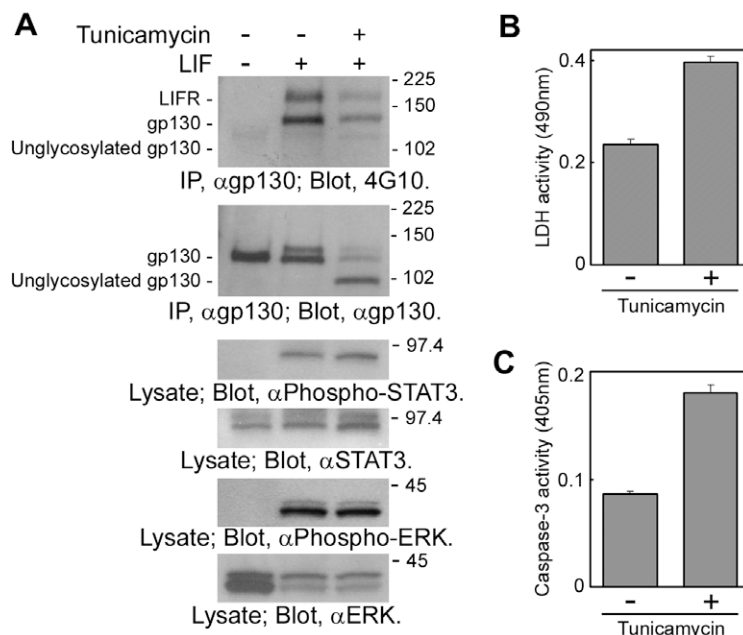 A
Tunicamycin - - +
LIF - + +
LIFR -
gp130 -
Unglycosylated gp130 -
- 225
- 150
- 102
IP, αgp130; Blot, 4G10.
gp130 -
Unglycosylated gp130 -
- 225
- 150
- 102
IP, αgp130; Blot, αgp130.
- 97.4
Lysate; Blot, αPhospho-STAT3.
- 97.4
Lysate; Blot, αSTAT3.
- 45
Lysate; Blot, αPhospho-ERK.
- 45
Lysate; Blot, αERK.
B
LDH activity (490nm)
0.4
0.2
0
- +
Tunicamycin
C
Caspase-3 activity (405nm)
0.2
0.1
0
- +
Tunicamycin